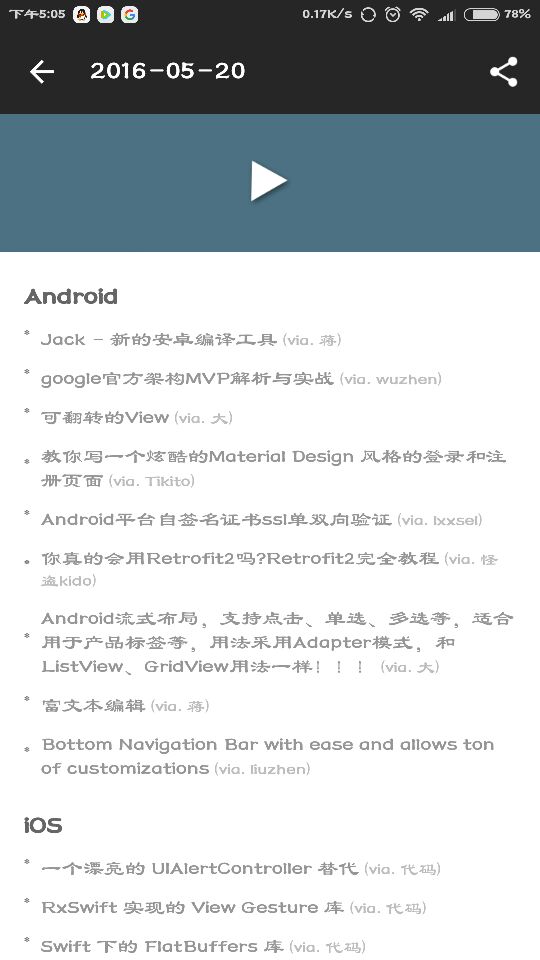 下午5:05 0.17K/s 78%
2016-05-20
Android
* Jack - 新的安卓编译工具 (via. 蒋)
* google官方架构MVP解析与实战 (via. wuzhen)
* 可翻转的View (via. 大)
* 教你写一个炫酷的Material Design 风格的登录和注
册页面 (via. Tikito)
* Android平台自签名证书ssl单双向验证 (via. lxxsel)
* 你真的会用Retrofit2吗?Retrofit2完全教程 (via. 怪
盗kido)
* Android流式布局，支持点击、单选、多选等，适合
用于产品标签等，用法采用Adapter模式，和
ListView、GridView用法一样！！！ (via. 大)
* 富文本编辑 (via. 蒋)
* Bottom Navigation Bar with ease and allows ton
of customizations (via. liuzhen)
iOS
* 一个漂亮的 UIAlertController 替代 (via. 代码)
* RxSwift 实现的 View Gesture 库 (via. 代码)
* Swift 下的 FlatBuffers 库 (via. 代码)